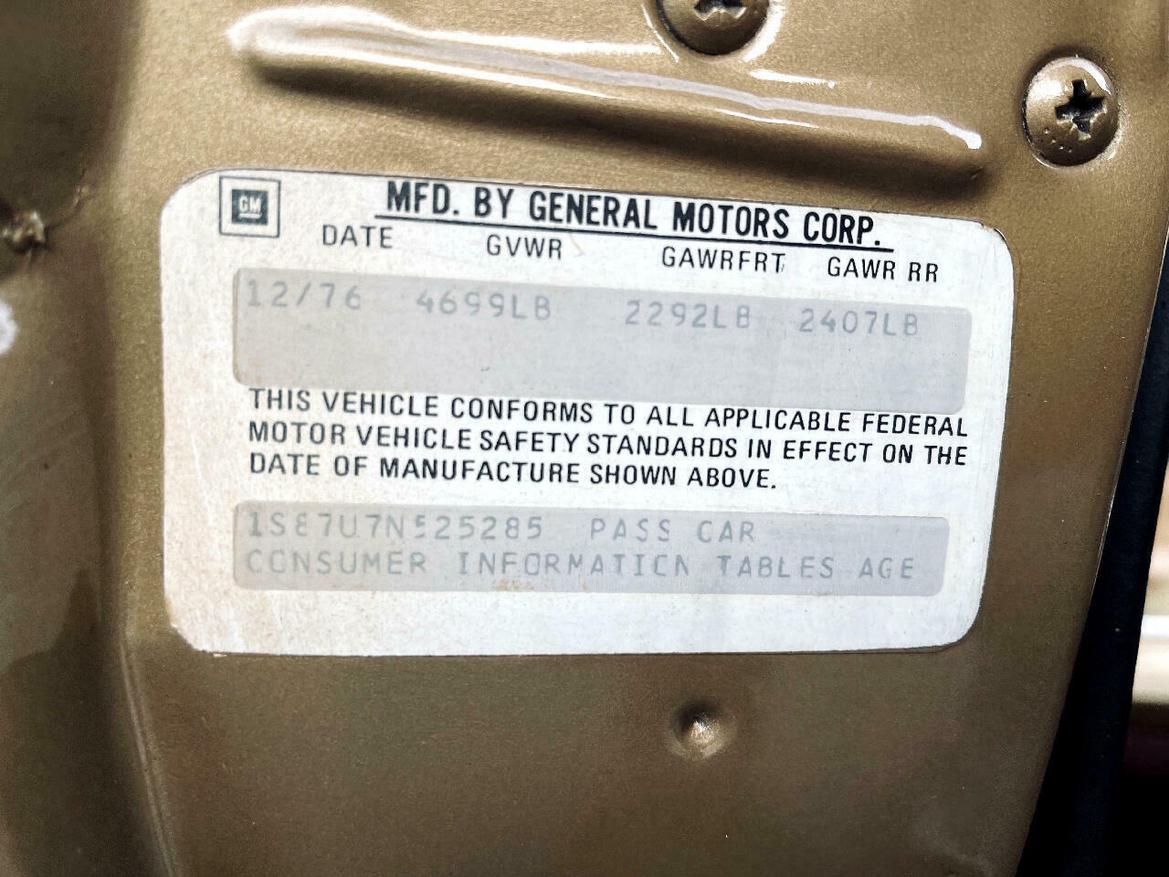 GM
MFD. BY GENERAL MOTORS CORP.
DATE GVWR GAWRFRT GAWR RR
12/76 4699LB 2292LB 2407LB
THIS VEHICLE CONFORMS TO ALL APPLICABLE FEDERAL
MOTOR VEHICLE SAFETY STANDARDS IN EFFECT ON THE
DATE OF MANUFACTURE SHOWN ABOVE.
1S87U7N525285 PASS CAR
CONSUMER INFORMATION TABLES AGE